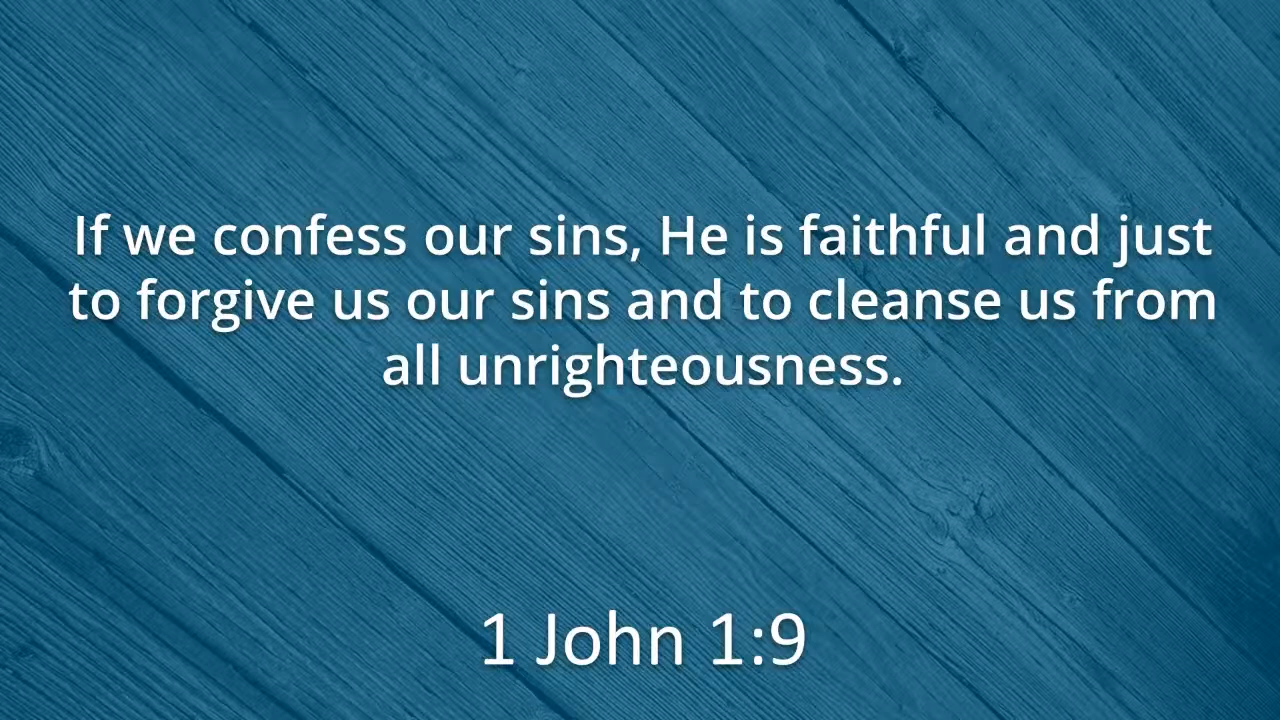 If we confess our sins, He is faithful and just
to forgive us our sins and to cleanse us from
all unrighteousness.
1 John 1:9